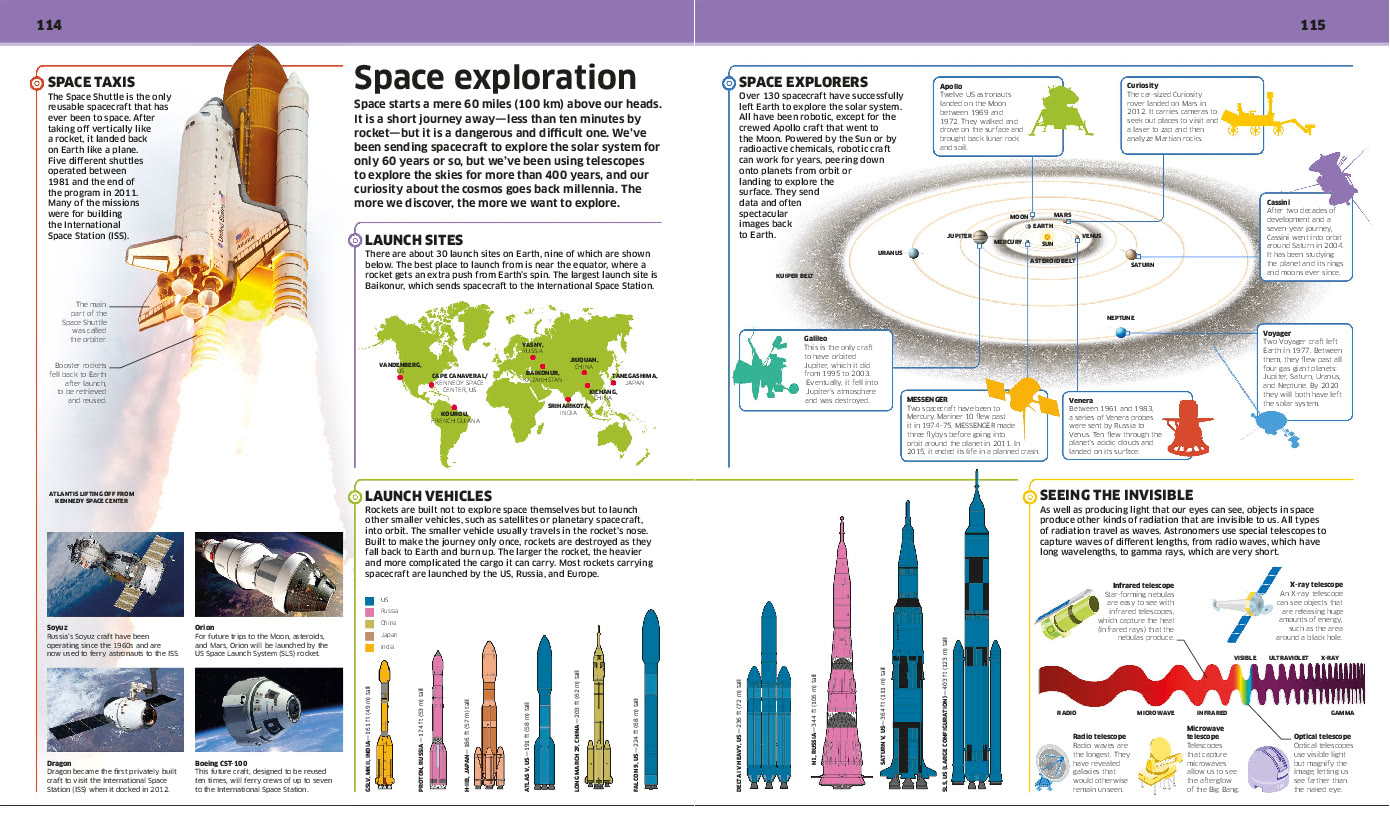 114
115
SPACE TAXIS
The Space Shuttle is the only
reusable spacecraft that has
ever been to space. After
taking off vertically like
a rocket, it landed back
on Earth like a plane.
Five different shuttles
operated between
1981 and the end of
the program in 2011.
Many of the missions
were for building
the International
Space Station (ISS).
The main
part of the
Space Shuttle
was called
the orbiter.
Booster rockets
fell back to Earth
after launch,
to be retrieved
and reused.
ATLANTIS LIFTING OFF FROM
KENNEDY SPACE CENTER
Soyuz
Russia's Soyuz craft have been
operating since the 1960s and are
now used to ferry astronauts to the ISS.
Orion
For future trips to the Moon, asteroids,
and Mars, Orion will be launched by the
US Space Launch System (SLS) rocket.
Dragon
Dragon became the first privately built
craft to visit the International Space
Station (ISS) when it docked in 2012.
Boeing CST-100
This future craft, designed to be reused
ten times, will ferry crews of up to seven
to the International Space Station.
Space exploration
Space starts a mere 60 miles (100 km) above our heads.
It is a short journey away—less than ten minutes by
rocket—but it is a dangerous and difficult one. We've
been sending spacecraft to explore the solar system for
only 60 years or so, but we've been using telescopes
to explore the skies for more than 400 years, and our
curiosity about the cosmos goes back millennia. The
more we discover, the more we want to explore.
LAUNCH SITES
There are about 30 launch sites on Earth, nine of which are shown
below. The best place to launch from is near the equator, where a
rocket gets an extra push from Earth's spin. The largest launch site is
Baikonur, which sends spacecraft to the International Space Station.
VANDENBERG,
US
CAPE CANAVERAL/
KENNEDY SPACE
CENTER, US
KOUROU,
FRENCH GUIANA
YASNY,
RUSSIA
BAIKONUR,
KAZAKHSTAN
JIUQUAN,
CHINA
XICHANG,
CHINA
SRIHARIKOTA,
INDIA
TANEGASHIMA,
JAPAN
LAUNCH VEHICLES
Rockets are built not to explore space themselves but to launch
other smaller vehicles, such as satellites or planetary spacecraft,
into orbit. The smaller vehicle usually travels in the rocket's nose.
Built to make the journey only once, rockets are destroyed as they
fall back to Earth and burn up. The larger the rocket, the heavier
and more complicated the cargo it can carry. Most rockets carrying
spacecraft are launched by the US, Russia, and Europe.
US
Russia
China
Japan
India
GSLV, MKII, INDIA—161 ft (49 m) tall
PROTON, RUSSIA—174 ft (53 m) tall
HIIB, JAPAN—186 ft (57 m) tall
ATLAS V, US—191 ft (58 m) tall
LONG MARCH 2F, CHINA—203 ft (62 m) tall
FALCON 9, US—224 ft (68 m) tall
DELTA IV HEAVY, US—236 ft (72 m) tall
N1, RUSSIA—344 ft (105 m) tall
SATURN V, US—364 ft (111 m) tall
SLS, US (LARGE CONFIGURATION)—403 ft (123 m) tall
SPACE EXPLORERS
Over 130 spacecraft have successfully
left Earth to explore the solar system.
All have been robotic, except for the
crewed Apollo craft that went to
the Moon. Powered by the Sun or by
radioactive chemicals, robotic craft
can work for years, peering down
onto planets from orbit or
landing to explore the
surface. They send
data and often
spectacular
images back
to Earth.
Apollo
Twelve US astronauts
landed on the Moon
between 1969 and
1972. They walked and
drove on the surface and
brought back lunar rock
and soil.
Curiosity
The car-sized Curiosity
rover landed on Mars in
2012. It carries cameras to
seek out places to visit and
a laser to zap and then
analyze Martian rocks.
Cassini
After two decades of
development and a
seven-year journey,
Cassini went into orbit
around Saturn in 2004.
It has been studying
the planet and its rings
and moons ever since.
MOON
MARS
EARTH
JUPITER
MERCURY
SUN
VENUS
URANUS
ASTEROID BELT
SATURN
KUIPER BELT
NEPTUNE
Galileo
This is the only craft
to have orbited
Jupiter, which it did
from 1995 to 2003.
Eventually, it fell into
Jupiter's atmosphere
and was destroyed.
MESSENGER
Two spacecraft have been to
Mercury. Mariner 10 flew past
it in 1974–75. MESSENGER made
three flybys before going into
orbit around the planet in 2011. In
2015, it ended its life in a planned crash.
Venera
Between 1961 and 1983,
a series of Venera probes
were sent by Russia to
Venus. Ten flew through the
planet's acidic clouds and
landed on its surface.
Voyager
Two Voyager craft left
Earth in 1977. Between
them, they flew past all
four gas giant planets:
Jupiter, Saturn, Uranus,
and Neptune. By 2020
they will both have left
the solar system.
SEEING THE INVISIBLE
As well as producing light that our eyes can see, objects in space
produce other kinds of radiation that are invisible to us. All types
of radiation travel as waves. Astronomers use special telescopes to
capture waves of different lengths, from radio waves, which have
long wavelengths, to gamma rays, which are very short.
Infrared telescope
Star-forming nebulas
are easy to see with
infrared telescopes,
which capture the heat
(infrared rays) that the
nebulas produce.
X-ray telescope
An X-ray telescope
can see objects that
are releasing huge
amounts of energy,
such as the area
around a black hole.
VISIBLE
ULTRAVIOLET
X-RAY
RADIO
MICROWAVE
INFRARED
GAMMA
Radio telescope
Radio waves are
the longest. They
have revealed
galaxies that
would otherwise
remain unseen.
Microwave
telescope
Telescopes
that capture
microwaves
allow us to see
the afterglow
of the Big Bang.
Optical telescope
Optical telescopes
use visible light
but magnify the
image, letting us
see farther than
the naked eye.